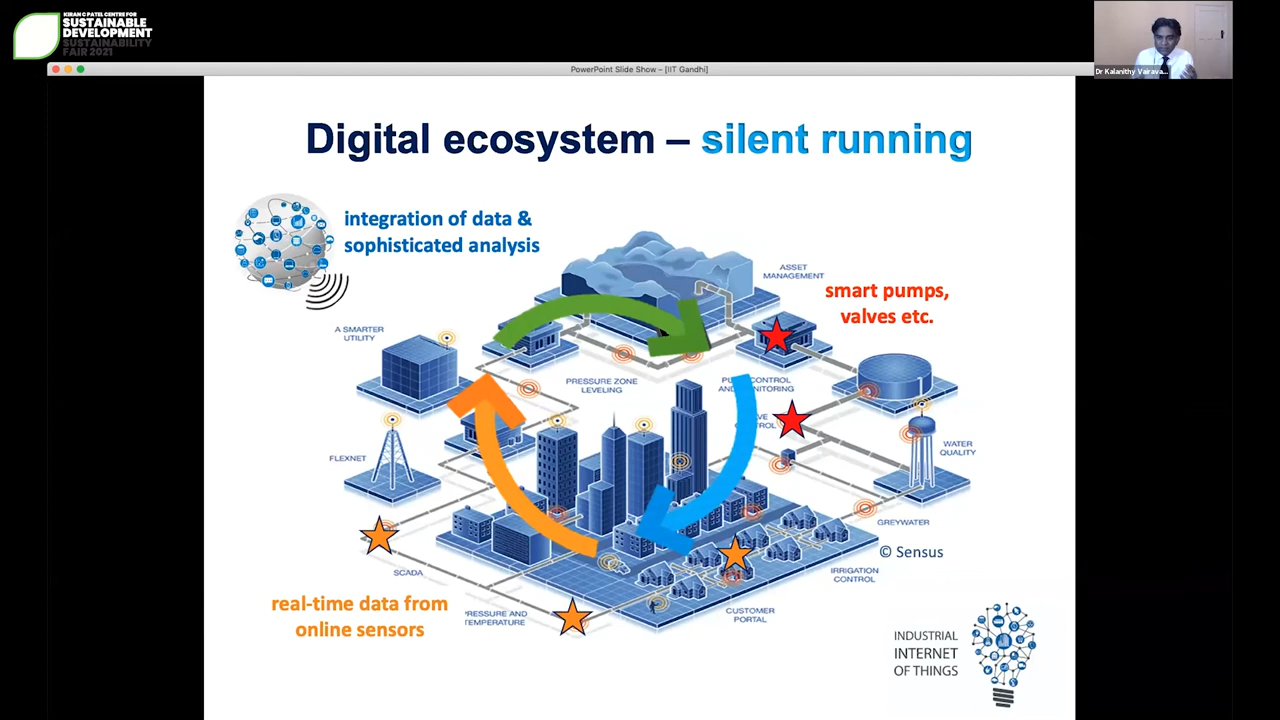 KIRAN C PATEL CENTRE FOR
SUSTAINABLE
DEVELOPMENT
SUSTAINABILITY
FAIR 2021
PowerPoint Slide Show – [IIT Gandhi]
Dr Kalanithy Vairava...
Digital ecosystem – silent running
integration of data &
sophisticated analysis
ASSET
MANAGEMENT
smart pumps,
valves etc.
A SMARTER
UTILITY
PRESSURE ZONE
LEVELING
CONTROL
AND
FLEXNET
WATER
QUALITY
GREYWATER
© Sensus
SCADA
IRRIGATION
CONTROL
real-time data from
online sensors
PRESSURE AND
TEMPERATURE
CUSTOMER
PORTAL
INDUSTRIAL
INTERNET
OF THINGS